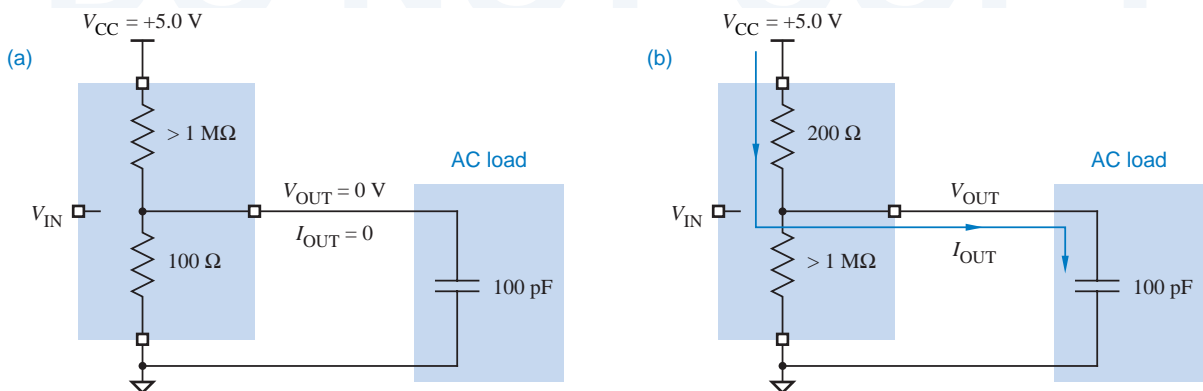 V_CC = +5.0 V
(a)
> 1 MΩ
AC load
V_OUT = 0 V
V_IN
I_OUT = 0
100 Ω
100 pF
V_CC = +5.0 V
(b)
200 Ω
AC load
V_OUT
V_IN
I_OUT
> 1 MΩ
100 pF